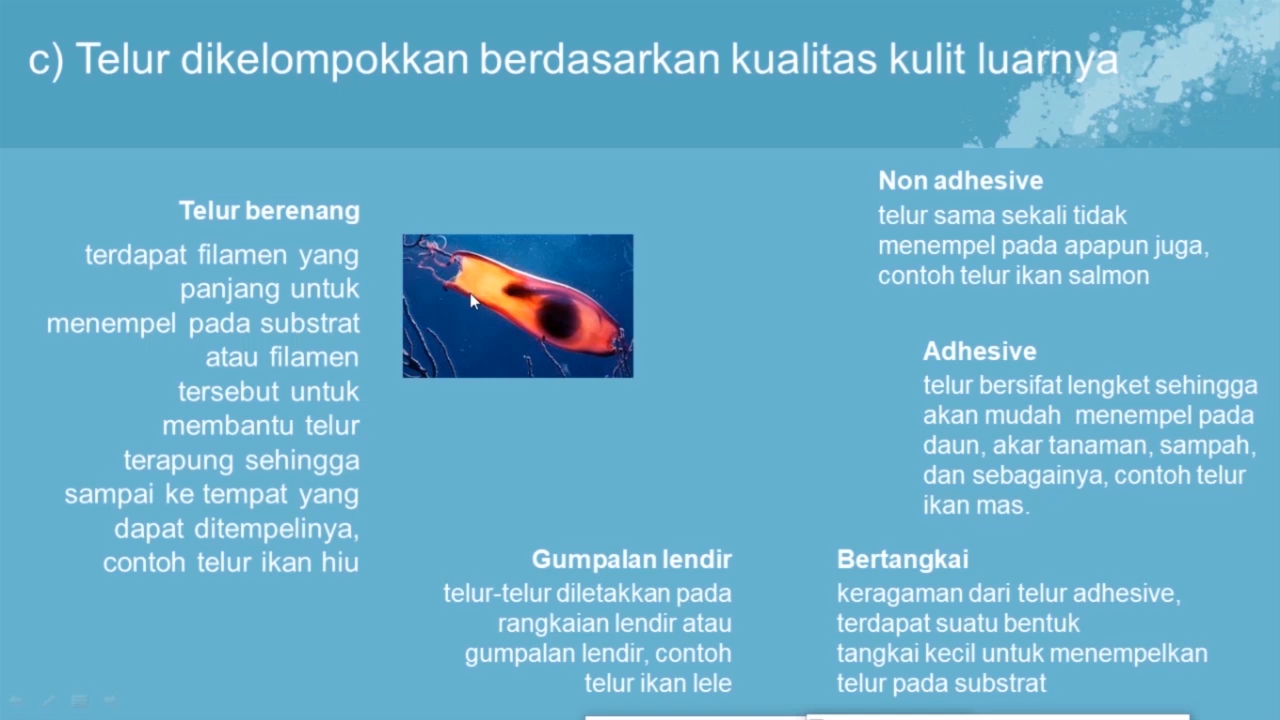 c) Telur dikelompokkan berdasarkan kualitas kulit luarnya
Telur berenang
terdapat filamen yang
panjang untuk
menempel pada substrat
atau filamen
tersebut untuk
membantu telur
terapung sehingga
sampai ke tempat yang
dapat ditempelinya,
contoh telur ikan hiu
Non adhesive
telur sama sekali tidak
menempel pada apapun juga,
contoh telur ikan salmon
Adhesive
telur bersifat lengket sehingga
akan mudah menempel pada
daun, akar tanaman, sampah,
dan sebagainya, contoh telur
ikan mas.
Gumpalan lendir
telur-telur diletakkan pada
rangkaian lendir atau
gumpalan lendir, contoh
telur ikan lele
Bertangkai
keragaman dari telur adhesive,
terdapat suatu bentuk
tangkai kecil untuk menempelkan
telur pada substrat